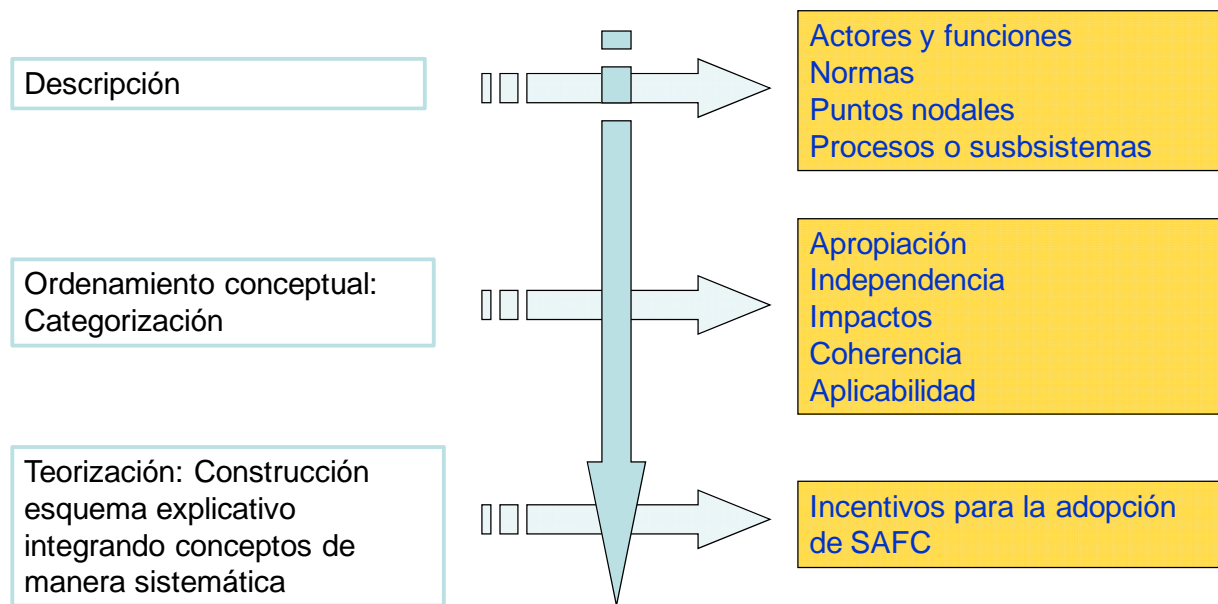 Descripción
Actores y funciones
Normas
Puntos nodales
Procesos o susbsistemas
Ordenamiento conceptual:
Categorización
Apropiación
Independencia
Impactos
Coherencia
Aplicabilidad
Teorización: Construcción
esquema explicativo
integrando conceptos de
manera sistemática
Incentivos para la adopción
de SAFC